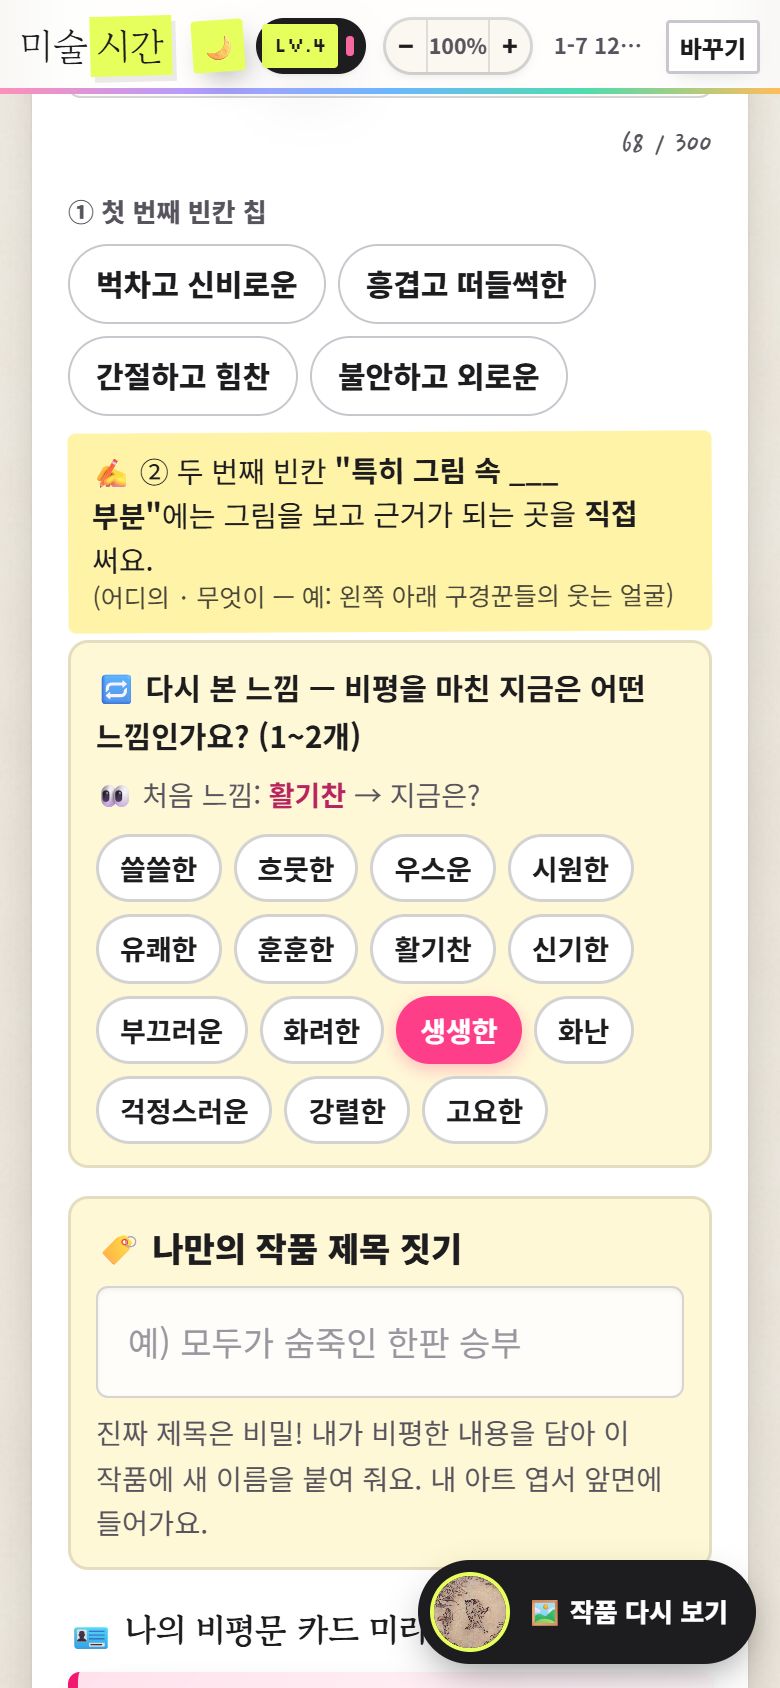 미술 시간 LV.4 − 100% + 1-7 12… 바꾸기
68 / 300
① 첫 번째 빈칸 칩
벅차고 신비로운 흥겹고 떠들썩한
간절하고 힘찬 불안하고 외로운
② 두 번째 빈칸 "특히 그림 속 ___
부분"에는 그림을 보고 근거가 되는 곳을 직접
써요.
(어디의 · 무엇이 — 예: 왼쪽 아래 구경꾼들의 웃는 얼굴)
다시 본 느낌 — 비평을 마친 지금은 어떤
느낌인가요? (1~2개)
처음 느낌: 활기찬 → 지금은?
쓸쓸한 흐뭇한 우스운 시원한
유쾌한 훈훈한 활기찬 신기한
부끄러운 화려한 생생한 화난
걱정스러운 강렬한 고요한
나만의 작품 제목 짓기
예) 모두가 숨죽인 한판 승부
진짜 제목은 비밀! 내가 비평한 내용을 담아 이
작품에 새 이름을 붙여 줘요. 내 아트 엽서 앞면에
들어가요.
나의 비평문 카드 미리
작품 다시 보기